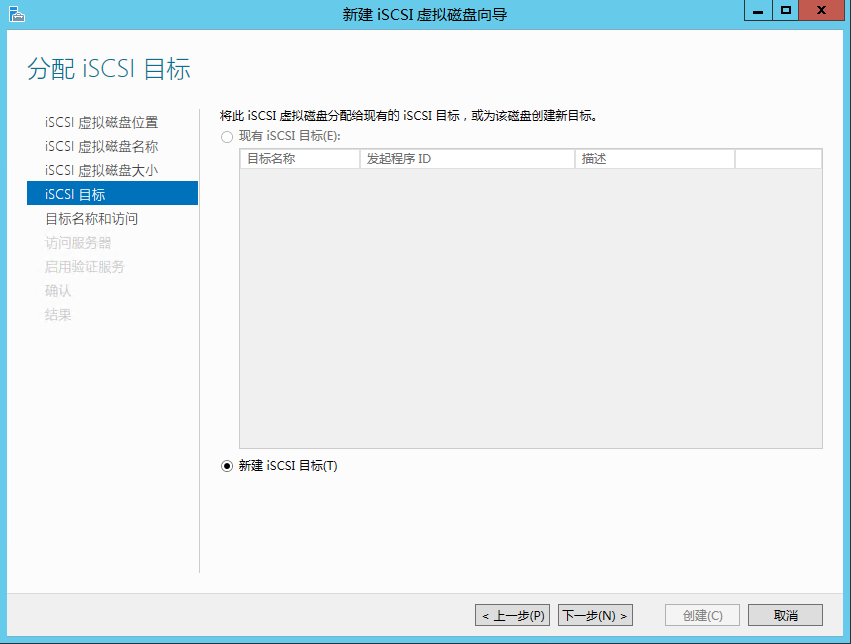 新建 iSCSI 虚拟磁盘向导
分配 iSCSI 目标
iSCSI 虚拟磁盘位置
iSCSI 虚拟磁盘名称
iSCSI 虚拟磁盘大小
iSCSI 目标
目标名称和访问
访问服务器
启用验证服务
确认
结果
将此 iSCSI 虚拟磁盘分配给现有的 iSCSI 目标，或为该磁盘创建新目标。
现有 iSCSI 目标(E):
目标名称 发起程序 ID 描述
新建 iSCSI 目标(T)
< 上一步(P) 下一步(N) > 创建(C) 取消